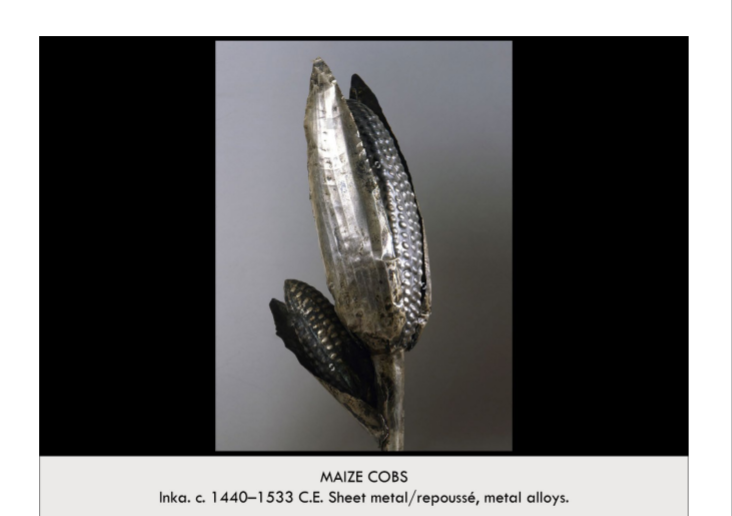 MAIZE COBS
Inka. c. 1440–1533 C.E. Sheet metal/repoussé, metal alloys.